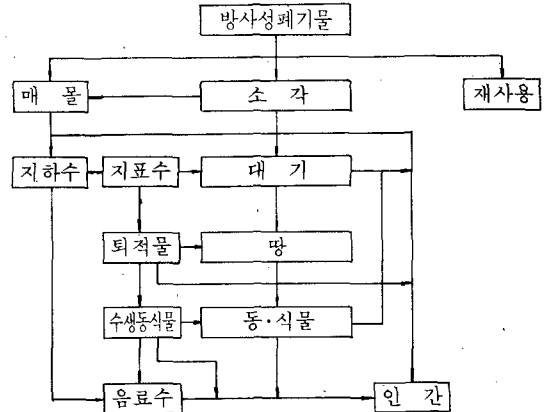 방사성폐기물
매 몰
소 각
재사용
지하수
지표수
대 기
퇴적물
땅
수생동식물
동·식물
음료수
인 간